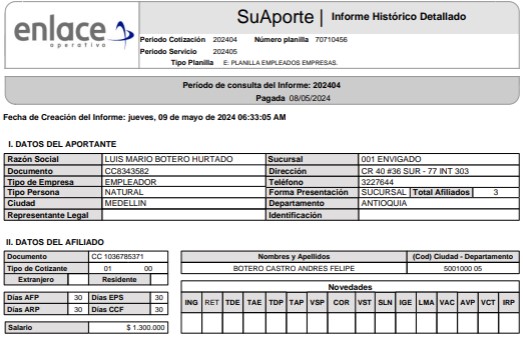 enlace
operativo
SuAporte | Informe Histórico Detallado
Periodo Cotización 202404 Número planilla 70710456
Periodo Servicio 202405
Tipo Planilla E: PLANILLA EMPLEADOS EMPRESAS.
Período de consulta del Informe: 202404
Pagada 08/05/2024
Fecha de Creación del Informe: jueves, 09 de mayo de 2024 06:33:05 AM
I. DATOS DEL APORTANTE
Razón Social LUIS MARIO BOTERO HURTADO Sucursal 001 ENVIGADO
Documento CC8343582 Dirección CR 40 #36 SUR - 77 INT 303
Tipo de Empresa EMPLEADOR Teléfono 3227644
Tipo Persona NATURAL Forma Presentación SUCURSAL Total Afiliados 3
Ciudad MEDELLIN Departamento ANTIOQUIA
Representante Legal Identificación
II. DATOS DEL AFILIADO
Documento CC 1036785371 Nombres y Apellidos (Cod) Ciudad - Departamento
Tipo de Cotizante 01 00 BOTERO CASTRO ANDRES FELIPE 5001000 05
Extranjero Residente
Novedades
Días AFP 30 Días EPS 30 ING RET TDE TAE TDP TAP VSP COR VST SLN IGE LMA VAC AVP VCT IRP
Días ARP 30 Días CCF 30
Salario $ 1.300.000